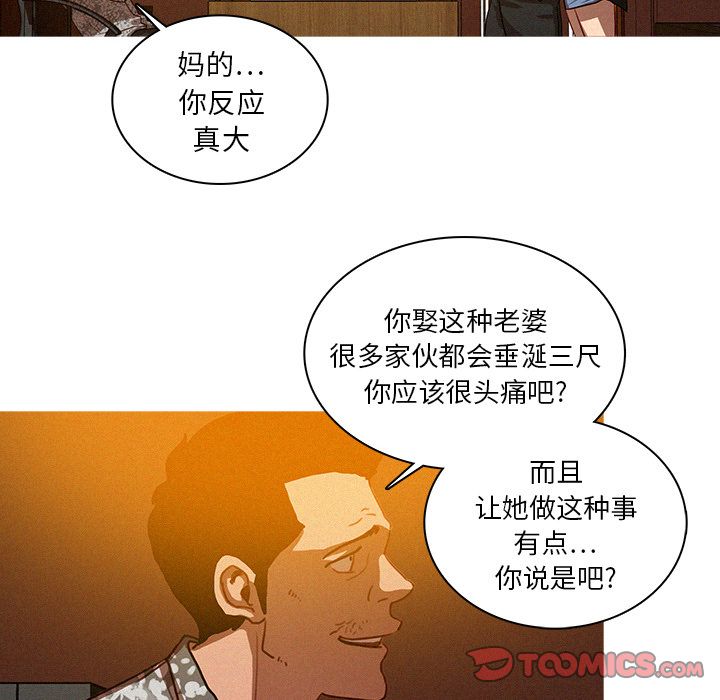 妈的...
你反应
真大
你娶这种老婆
很多家伙都会垂涎三尺
你应该很头痛吧?
而且
让她做这种事
有点...
你说是吧?
TOOMICS.COM